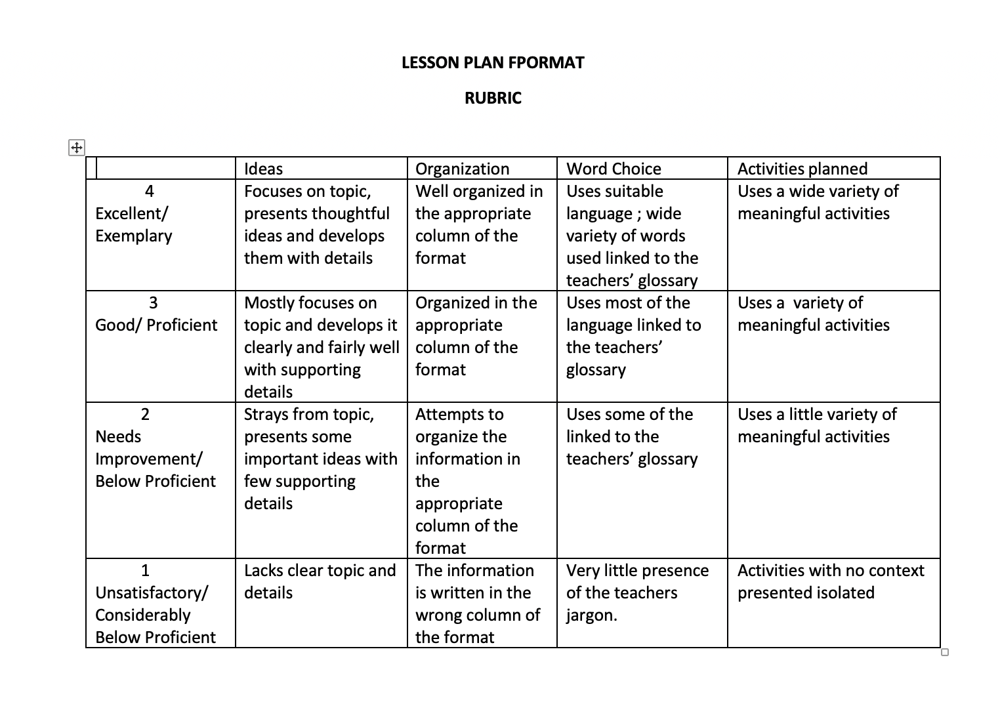 LESSON PLAN FPORMAT
RUBRIC
Ideas
Organization
Word Choice
Activities planned
4
Excellent/
Exemplary
Focuses on topic,
presents thoughtful
ideas and develops
them with details
Well organized in
the appropriate
column of the
format
Uses suitable
language ; wide
variety of words
used linked to the
teachers’ glossary
Uses a wide variety of
meaningful activities
3
Good/ Proficient
Mostly focuses on
topic and develops it
clearly and fairly well
with supporting
details
Organized in the
appropriate
column of the
format
Uses most of the
language linked to
the teachers’
glossary
Uses a  variety of
meaningful activities
2
Needs
Improvement/
Below Proficient
Strays from topic,
presents some
important ideas with
few supporting
details
Attempts to
organize the
information in
the
appropriate
column of the
format
Uses some of the
linked to the
teachers’ glossary
Uses a little variety of
meaningful activities
1
Unsatisfactory/
Considerably
Below Proficient
Lacks clear topic and
details
The information
is written in the
wrong column of
the format
Very little presence
of the teachers
jargon.
Activities with no context
presented isolated